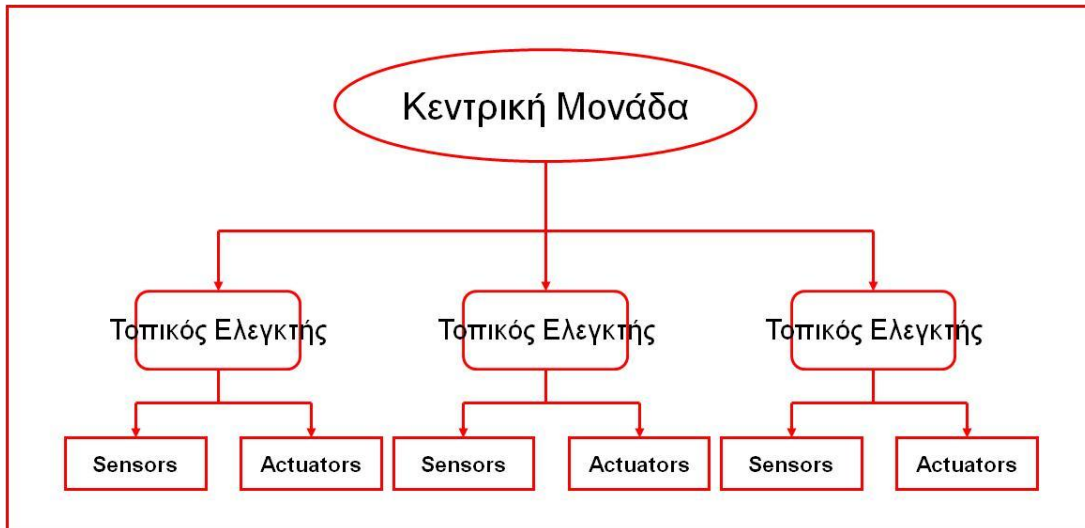 Κεντρική Μονάδα
Τοπικός Ελεγκτής
Τοπικός Ελεγκτής
Τοπικός Ελεγκτής
Sensors
Actuators
Sensors
Actuators
Sensors
Actuators